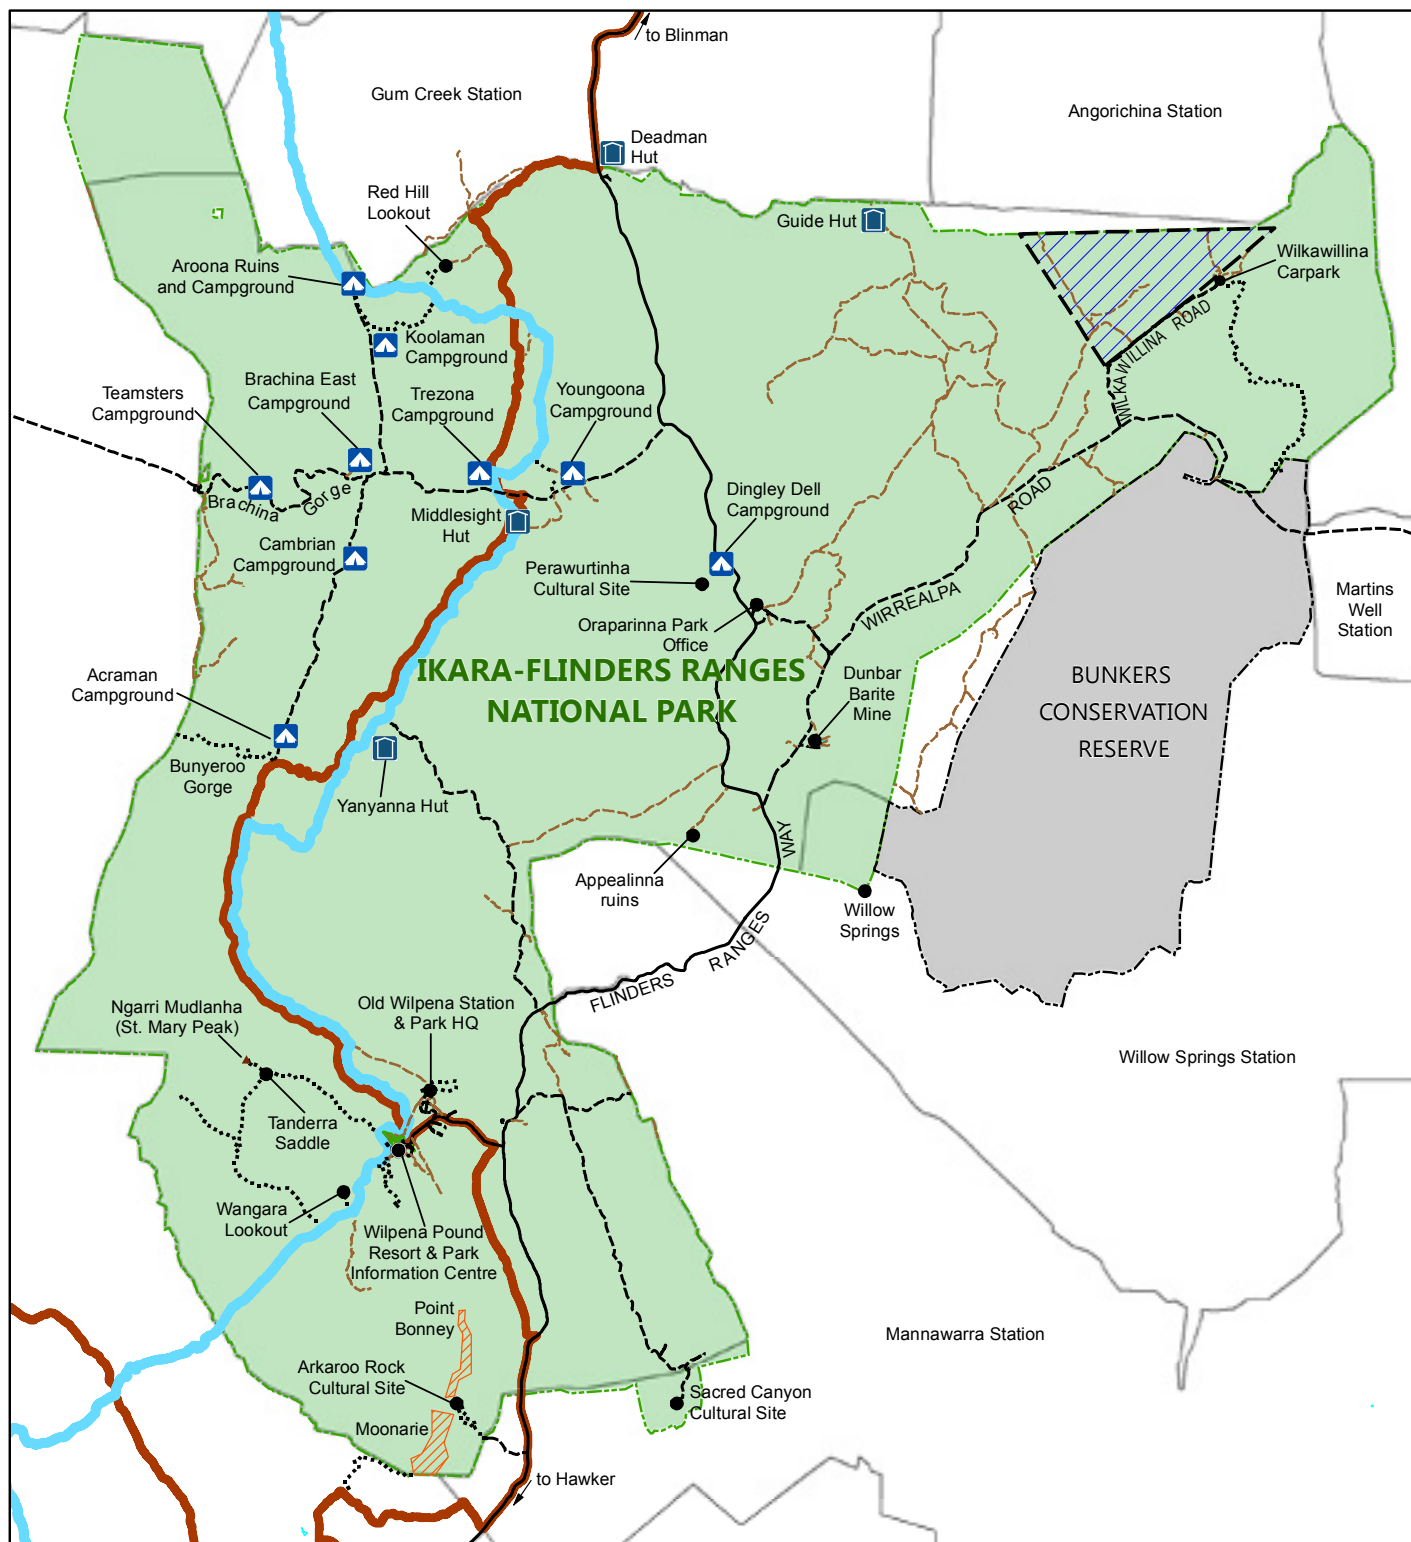 to Blinman
Gum Creek Station
Angorichina Station
Deadman
Hut
Red Hill
Lookout
Guide Hut
Wilkawillina
Carpark
Aroona Ruins
and Campground
WILKAWILLINA ROAD
Koolaman
Campground
Brachina East
Campground
Teamsters
Campground
Trezona
Campground
Youngoona
Campground
Brachina
Gorge
Middlesight
Hut
Dingley Dell
Campground
ROAD
Cambrian
Campground
Perawurtinha
Cultural Site
WIRREALPA
Martins
Well
Station
Oraparinna Park
Office
IKARA-FLINDERS RANGES
NATIONAL PARK
Acraman
Campground
Dunbar
Barite
Mine
BUNKERS
CONSERVATION
RESERVE
Bunyeroo
Gorge
Yanyanna Hut
WAY
Appealinna
ruins
Willow
Springs
RANGES
FLINDERS
Ngarri Mudlanha
(St. Mary Peak)
Old Wilpena Station
& Park HQ
Willow Springs Station
Tanderra
Saddle
Wangara
Lookout
Wilpena Pound
Resort & Park
Information Centre
Point
Bonney
Mannawarra Station
Arkaroo Rock
Cultural Site
Sacred Canyon
Cultural Site
Moonarie
to Hawker